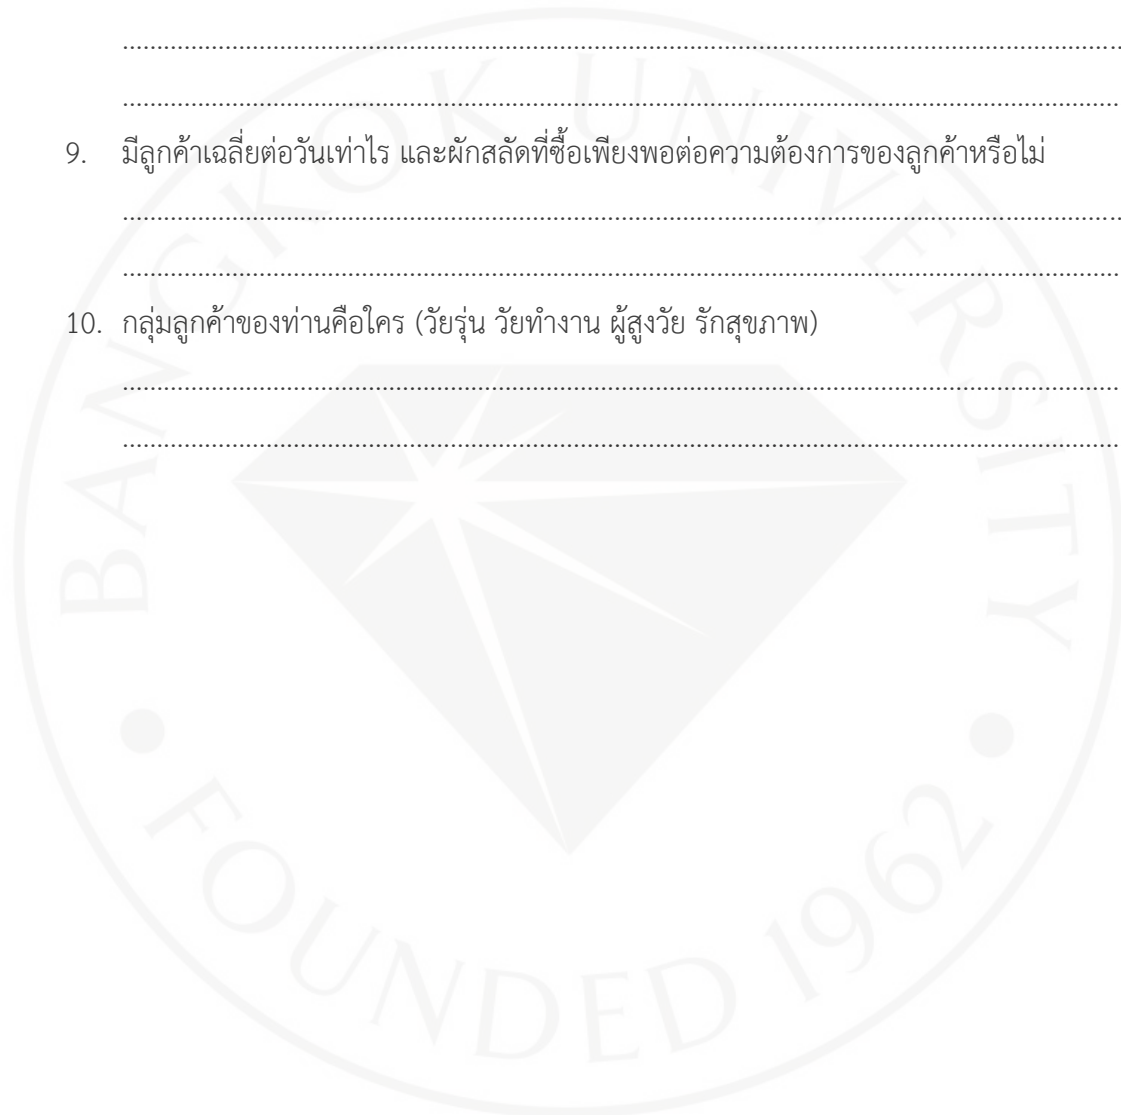 ................................................................................
................................................................................
9. มีลูกค้าเฉลี่ยต่อวันเท่าไร และผักสลัดที่ซื้อเพียงพอต่อความต้องการของลูกค้าหรือไม่
................................................................................
................................................................................
10. กลุ่มลูกค้าของท่านคือใคร (วัยรุ่น วัยทำงาน ผู้สูงวัย รักสุขภาพ)
................................................................................
................................................................................
BANGKOK UNIVERSITY
FOUNDED 1962